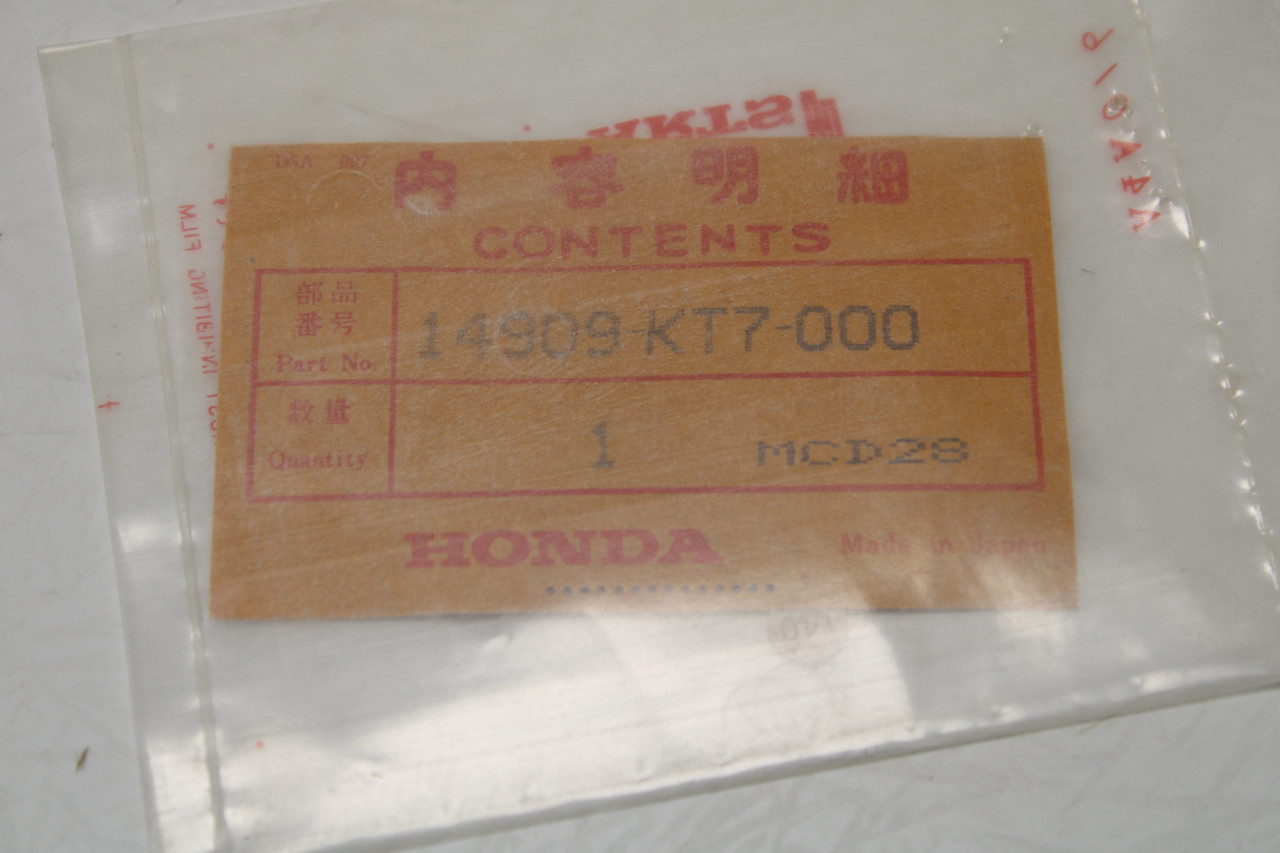 内容明細
CONTENTS
部品
番号
Part No.
14909-KT7-000
数量
Quantity
1 MCD28
HONDA
Made in Japan